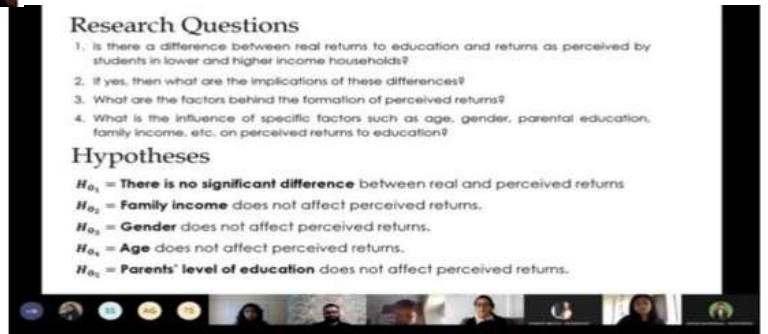 Research Questions
1. Is there a difference between real returns to education and returns as perceived by
students in lower and higher income households?
2. If yes, then what are the implications of these differences?
3. What are the factors behind the formation of perceived returns?
4. What is the influence of specific factors such as age, gender, parental education,
family income, etc. on perceived returns to education?
Hypotheses
H₀₁ = There is no significant difference between real and perceived returns
H₀₂ = Family income does not affect perceived returns.
H₀₃ = Gender does not affect perceived returns.
H₀₄ = Age does not affect perceived returns.
H₀₅ = Parents' level of education does not affect perceived returns.
SS AG TS